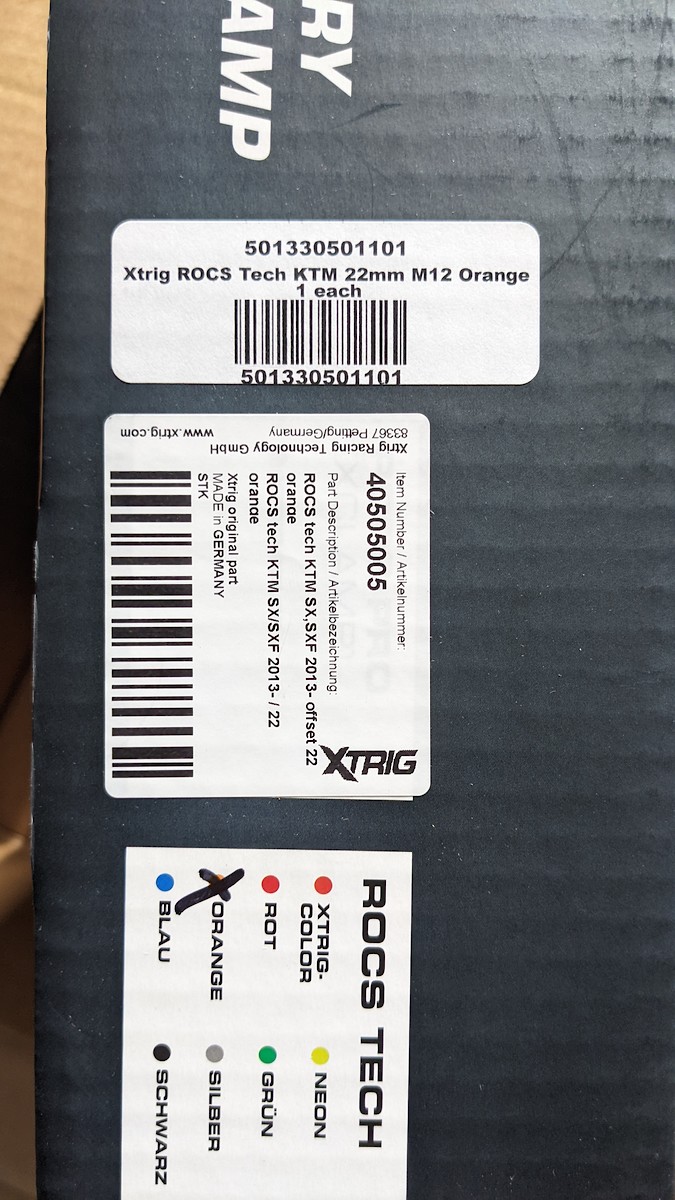 RY
AMP
501330501101
Xtrig ROCS Tech KTM 22mm M12 Orange
1 each
501330501101
Xtrig Racing Technology GmbH
83367 Petting/Germany
www.xtrig.com
Item Number / Artikelnummer:
40505005
Part Description / Artikelbezeichnung:
ROCS tech KTM SX,SXF 2013- offset 22
orange
ROCS tech KTM SX/SXF 2013- / 22
orange
Xtrig original part
MADE in GERMANY
STK
XTRIG
ROCS TECH
XTRIG-
COLOR
NEON
ROT
GRÜN
ORANGE
SILBER
BLAU
SCHWARZ